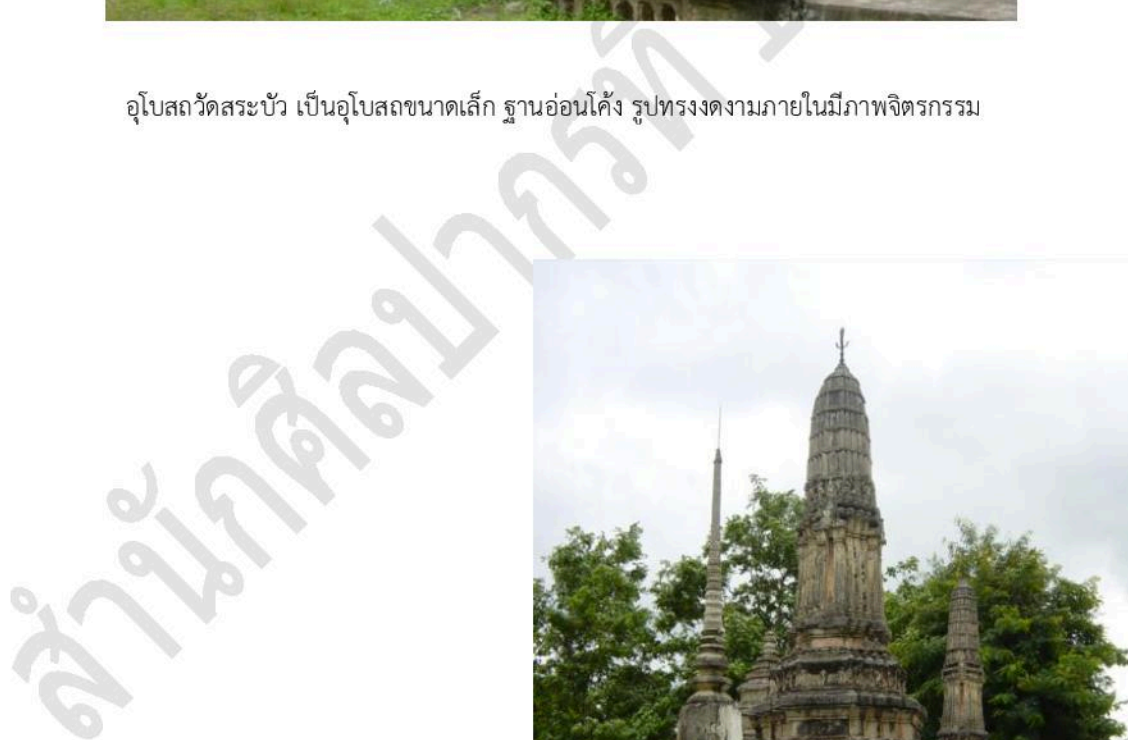 อุโบสถวัดสระบัว เป็นอุโบสถขนาดเล็ก ฐานอ่อนโค้ง รูปทรงงดงามภายในมีภาพจิตรกรรม
สำนักศิลปากรที่